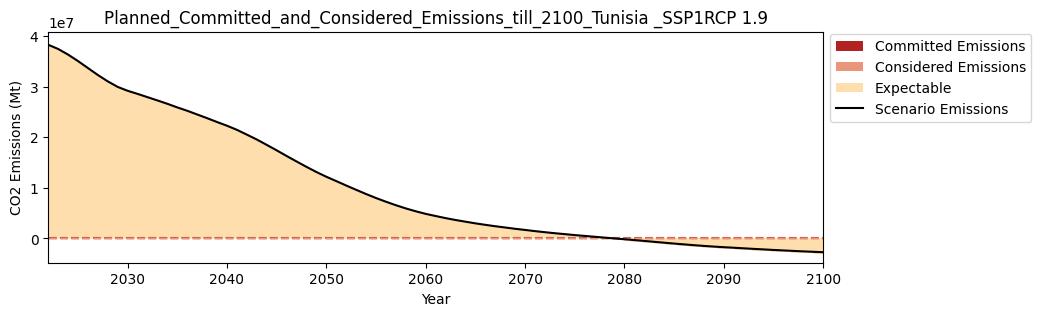 Planned_Committed_and_Considered_Emissions_till_2100_Tunisia _SSP1RCP 1.9
1e7
4
3
2
1
0
CO2 Emissions (Mt)
2030 2040 2050 2060 2070 2080 2090 2100
Year
Committed Emissions
Considered Emissions
Expectable
Scenario Emissions